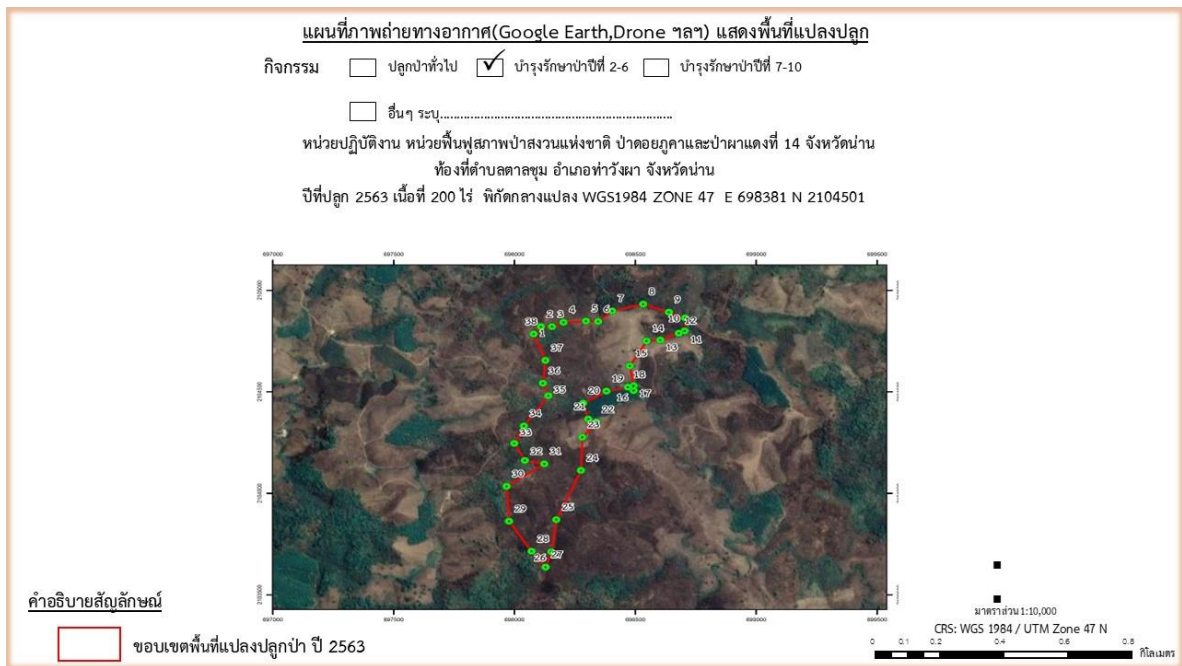 แผนที่ภาพถ่ายทางอากาศ(Google Earth,Drone ฯลฯ) แสดงพื้นที่แปลงปลูก
กิจกรรม ปลูกป่าทั่วไป บำรุงรักษาป่าปีที่ 2-6 บำรุงรักษาป่าปีที่ 7-10
อื่นๆ ระบุ.................................................................
หน่วยปฏิบัติงาน หน่วยฟื้นฟูสภาพป่าสงวนแห่งชาติ ป่าดอยภูคาและป่าผาแดงที่ 14 จังหวัดน่าน
ท้องที่ตำบลตาลชุม อำเภอท่าวังผา จังหวัดน่าน
ปีที่ปลูก 2563 เนื้อที่ 200 ไร่ พิกัดกลางแปลง WGS1984 ZONE 47 E 698381 N 2104501
697000 697500 698000 698500 699000 699500
2105000
8
7 9
2 3 4 5 6
38 10 12
1 14 11
13
37 15
36 18
19
35 20 16 17
21 22
34
23
33
32 31 24
30
2104000
29 25
28
26 27
2103500
คำอธิบายสัญลักษณ์
ขอบเขตพื้นที่แปลงปลูกป่า ปี 2563
มาตราส่วน 1:10,000
CRS: WGS 1984 / UTM Zone 47 N
0 0.1 0.2 0.4 0.6 0.8
กิโลเมตร